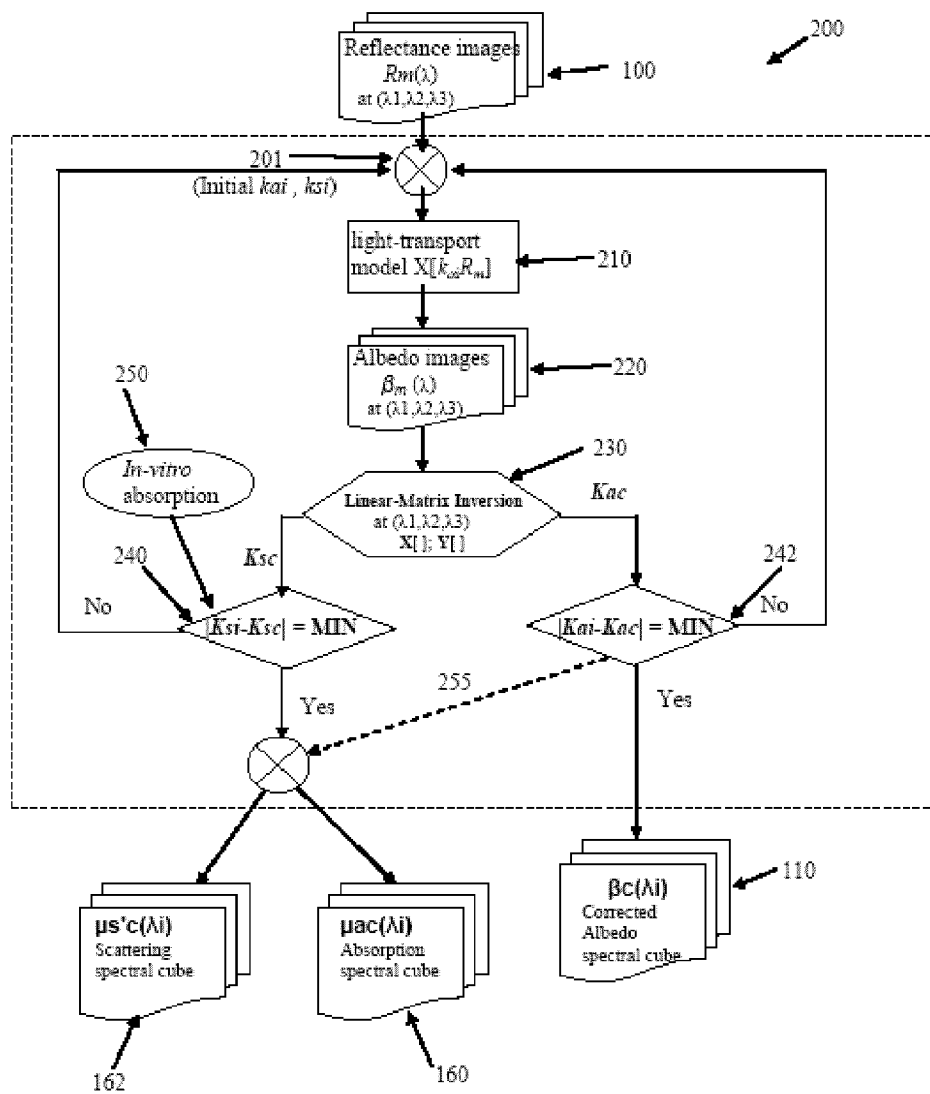 200
Reflectance images
Rm(λ)
at (λ1,λ2,λ3)
100
201
(Initial kai , ksi)
light-transport
model X[kaiRm]
210
Albedo images
βm (λ)
at (λ1,λ2,λ3)
220
250
In-vitro
absorption
230
Linear-Matrix Inversion
at (λ1,λ2,λ3)
X[ ]; Y[ ]
Kac
Ksc
240
242
No
|Ksi-Ksc| = MIN
|Kai-Kac| = MIN
No
255
Yes
Yes
βc(λi)
Corrected
Albedo
spectral cube
110
μs'c(λi)
Scattering
spectral cube
μac(λi)
Absorption
spectral cube
162
160